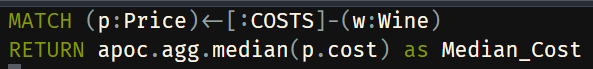 MATCH (p:Price)<-[:COSTS]-(w:Wine)
RETURN apoc.agg.median(p.cost) as Median_Cost